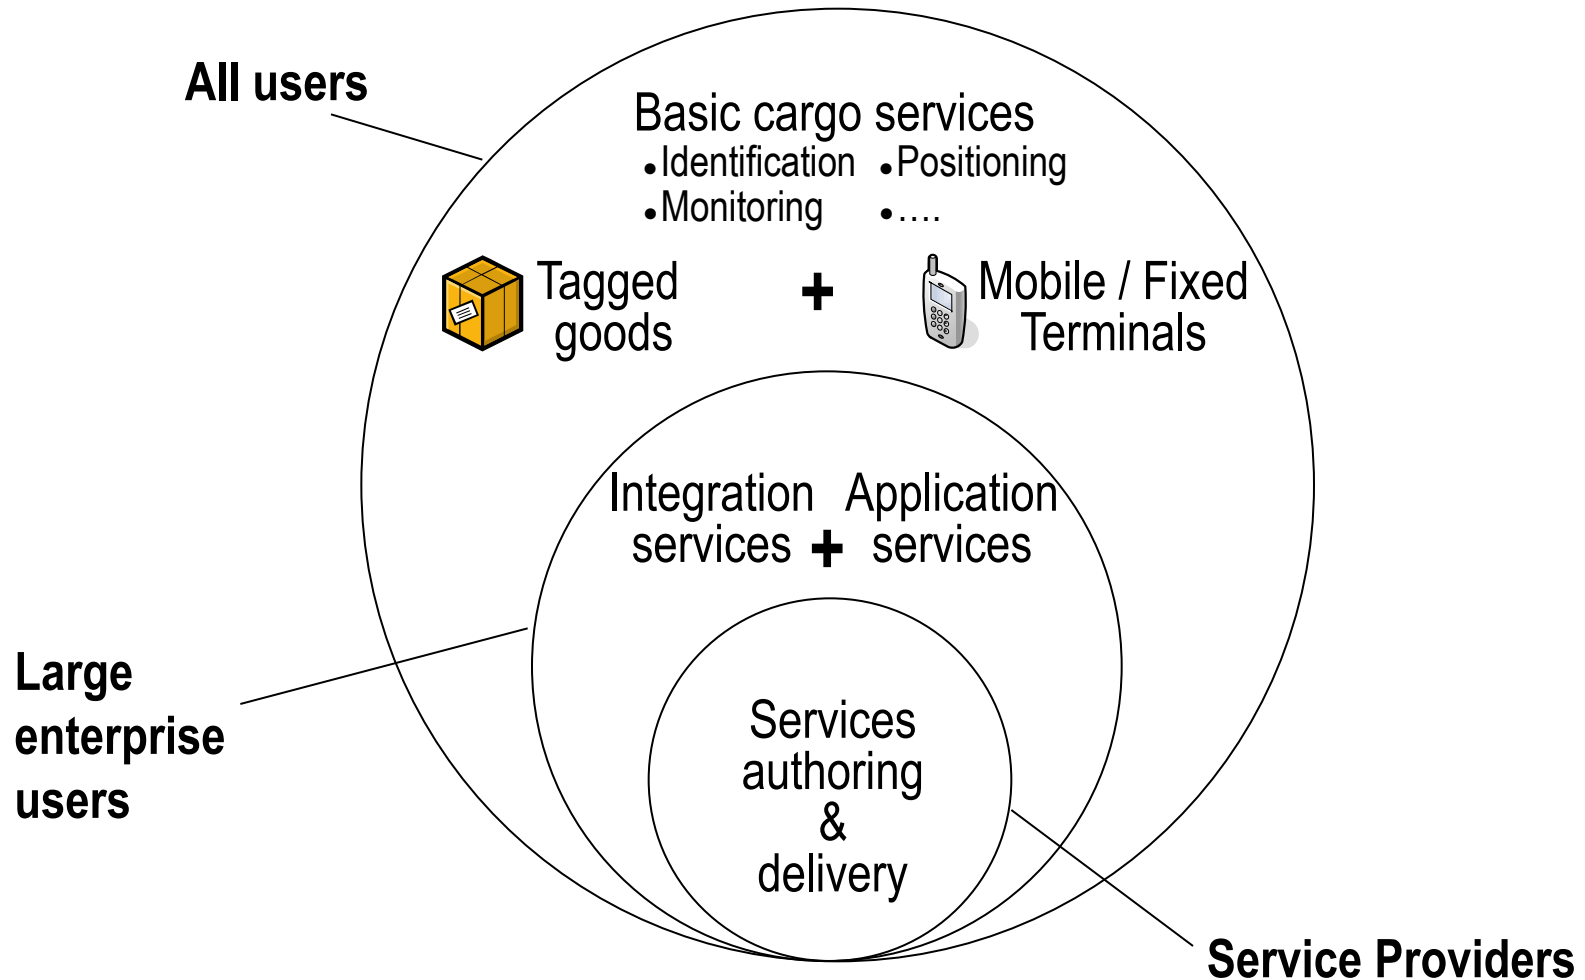 All users
Basic cargo services
•Identification •Positioning
•Monitoring •....
Tagged
goods
+
Mobile / Fixed
Terminals
Integration
services
+
Application
services
Large
enterprise
users
Services
authoring
&
delivery
Service Providers